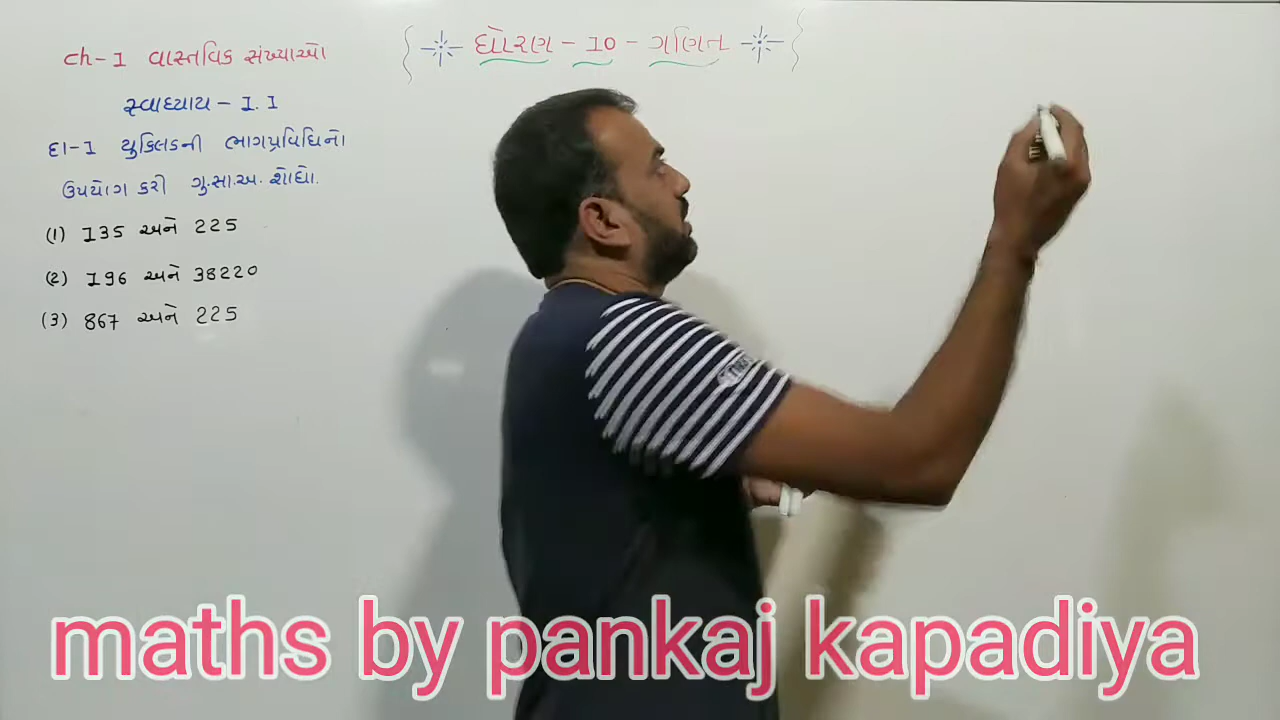 ધોરણ - 10 - ગણિત
ch-1 વાસ્તવિક સંખ્યાઓ
સ્વાધ્યાય - 1.1
દા-1 યુક્લિડની ભાગપ્રવિધિનો
ઉપયોગ કરી ગુ.સા.અ. શોધો.
(1) 135 અને 225
(2) 196 અને 38220
(3) 867 અને 225
maths by pankaj kapadiya